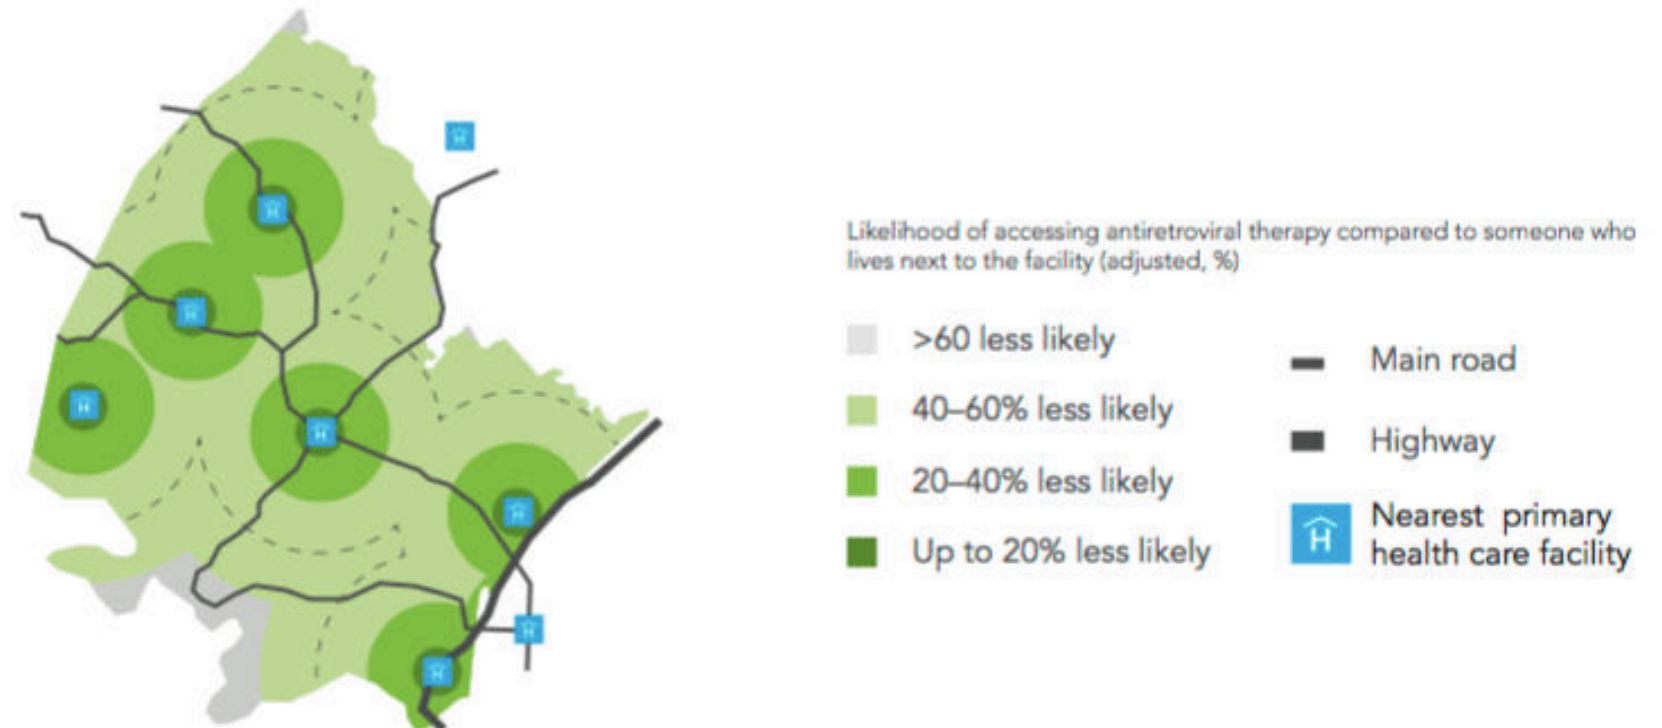 Likelihood of accessing antiretroviral therapy compared to someone who
lives next to the facility (adjusted, %)
>60 less likely
40–60% less likely
20–40% less likely
Up to 20% less likely
Main road
Highway
H
Nearest primary
health care facility
H
H
H
H
H
H
H
H